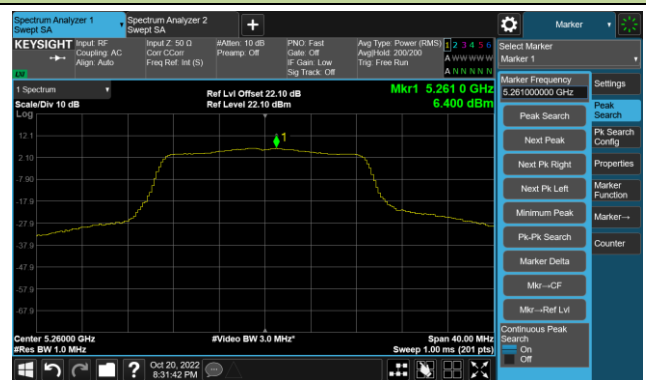 Spectrum Analyzer 1
Swept SA
Spectrum Analyzer 2
Swept SA
+
Marker
KEYSIGHT
Input: RF
Coupling: AC
Align: Auto
Input Z: 50 Ω
Corr CCorr
Freq Ref: Int (S)
#Atten: 10 dB
Preamp: Off
PNO: Fast
Gate: Off
IF Gain: Low
Sig Track: Off
Avg Type: Power (RMS)
Avg|Hold: 200/200
Trig: Free Run
1 2 3 4 5 6
A W W W W W
A N N N N N
Select Marker
Marker 1
1 Spectrum
Scale/Div 10 dB
Log
Ref Lvl Offset 22.10 dB
Ref Level 22.10 dBm
Mkr1 5.261 0 GHz
6.400 dBm
1
12.1
2.10
-7.90
-17.9
-27.9
-37.9
-47.9
-57.9
-67.9
Center 5.26000 GHz
#Res BW 1.0 MHz
#Video BW 3.0 MHz*
Span 40.00 MHz
Sweep 1.00 ms (201 pts)
Marker Frequency
5.261000000 GHz
Peak Search
Next Peak
Next Pk Right
Next Pk Left
Minimum Peak
Pk-Pk Search
Marker Delta
Mkr→CF
Mkr→Ref Lvl
Continuous Peak
Search
On
Off
Settings
Peak
Search
Pk Search
Config
Properties
Marker
Function
Marker→
Counter
?
Oct 20, 2022
8:31:42 PM